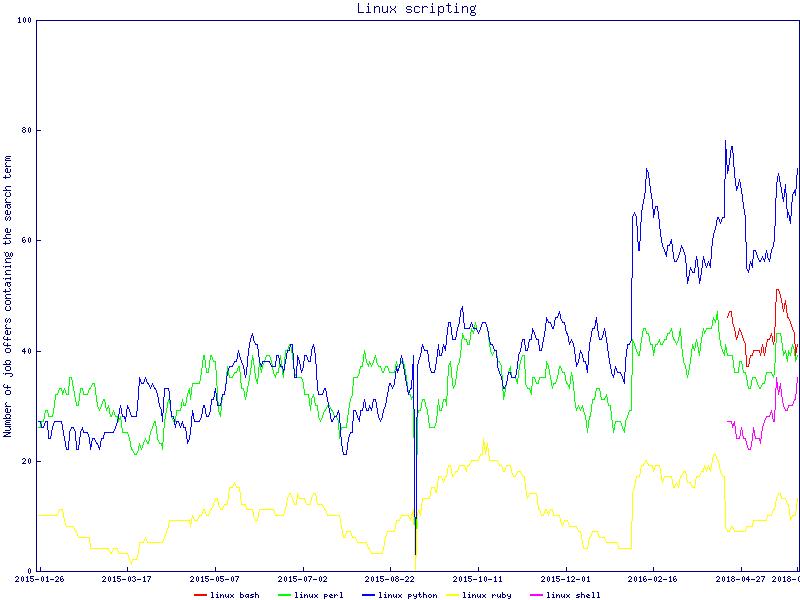 Linux scripting
100
80
60
40
20
0
Number of job offers containing the search term
2015-01-26 2015-03-17 2015-05-07 2015-07-02 2015-08-22 2015-10-11 2015-12-01 2016-02-16 2018-04-27 2018-0
linux bash linux perl linux python linux ruby linux shell